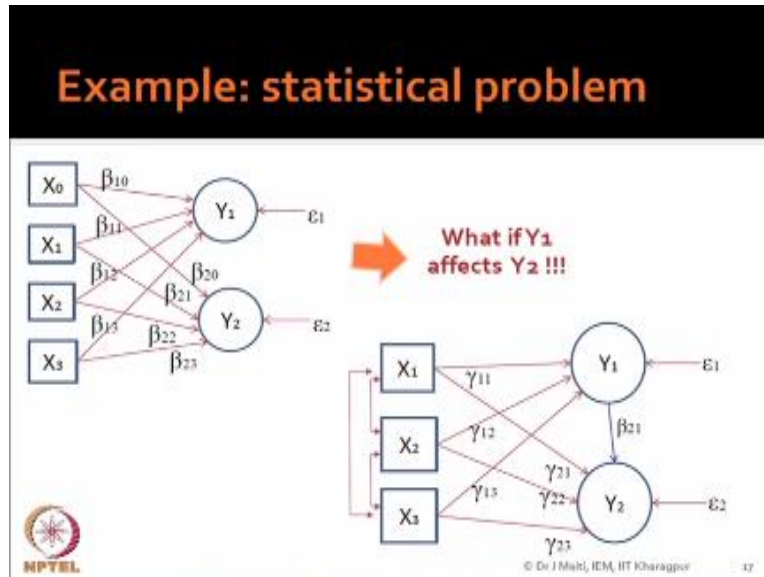 Example: statistical problem
X₀
β₁₀
Y₁
ε₁
X₁
β₁₁
β₁₂
β₂₀
X₂
β₂₁
Y₂
ε₂
β₁₃
β₂₂
X₃
β₂₃
What if Y₁
affects Y₂ !!!
X₁
γ₁₁
Y₁
ε₁
X₂
γ₁₂
β₂₁
γ₂₁
X₃
γ₁₃
γ₂₂
Y₂
ε₂
γ₂₃
NPTEL
© Dr J Maiti, IEM, IIT Kharagpur
17